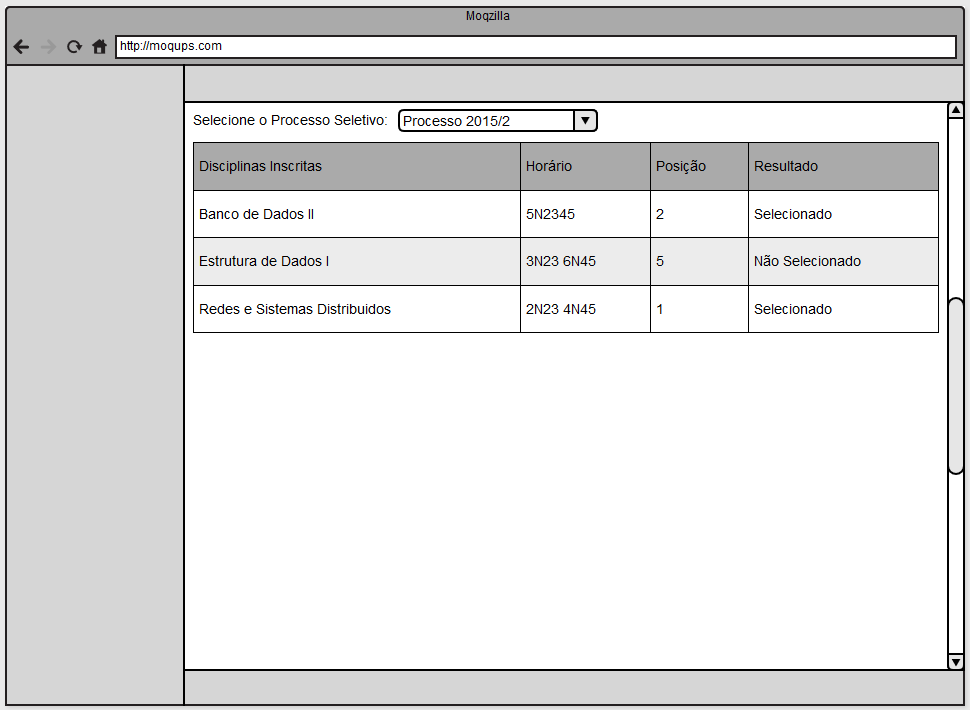 Moqzilla
http://moqups.com
Selecione o Processo Seletivo: Processo 2015/2
Disciplinas Inscritas Horário Posição Resultado
Banco de Dados II 5N2345 2 Selecionado
Estrutura de Dados I 3N23 6N45 5 Não Selecionado
Redes e Sistemas Distribuidos 2N23 4N45 1 Selecionado